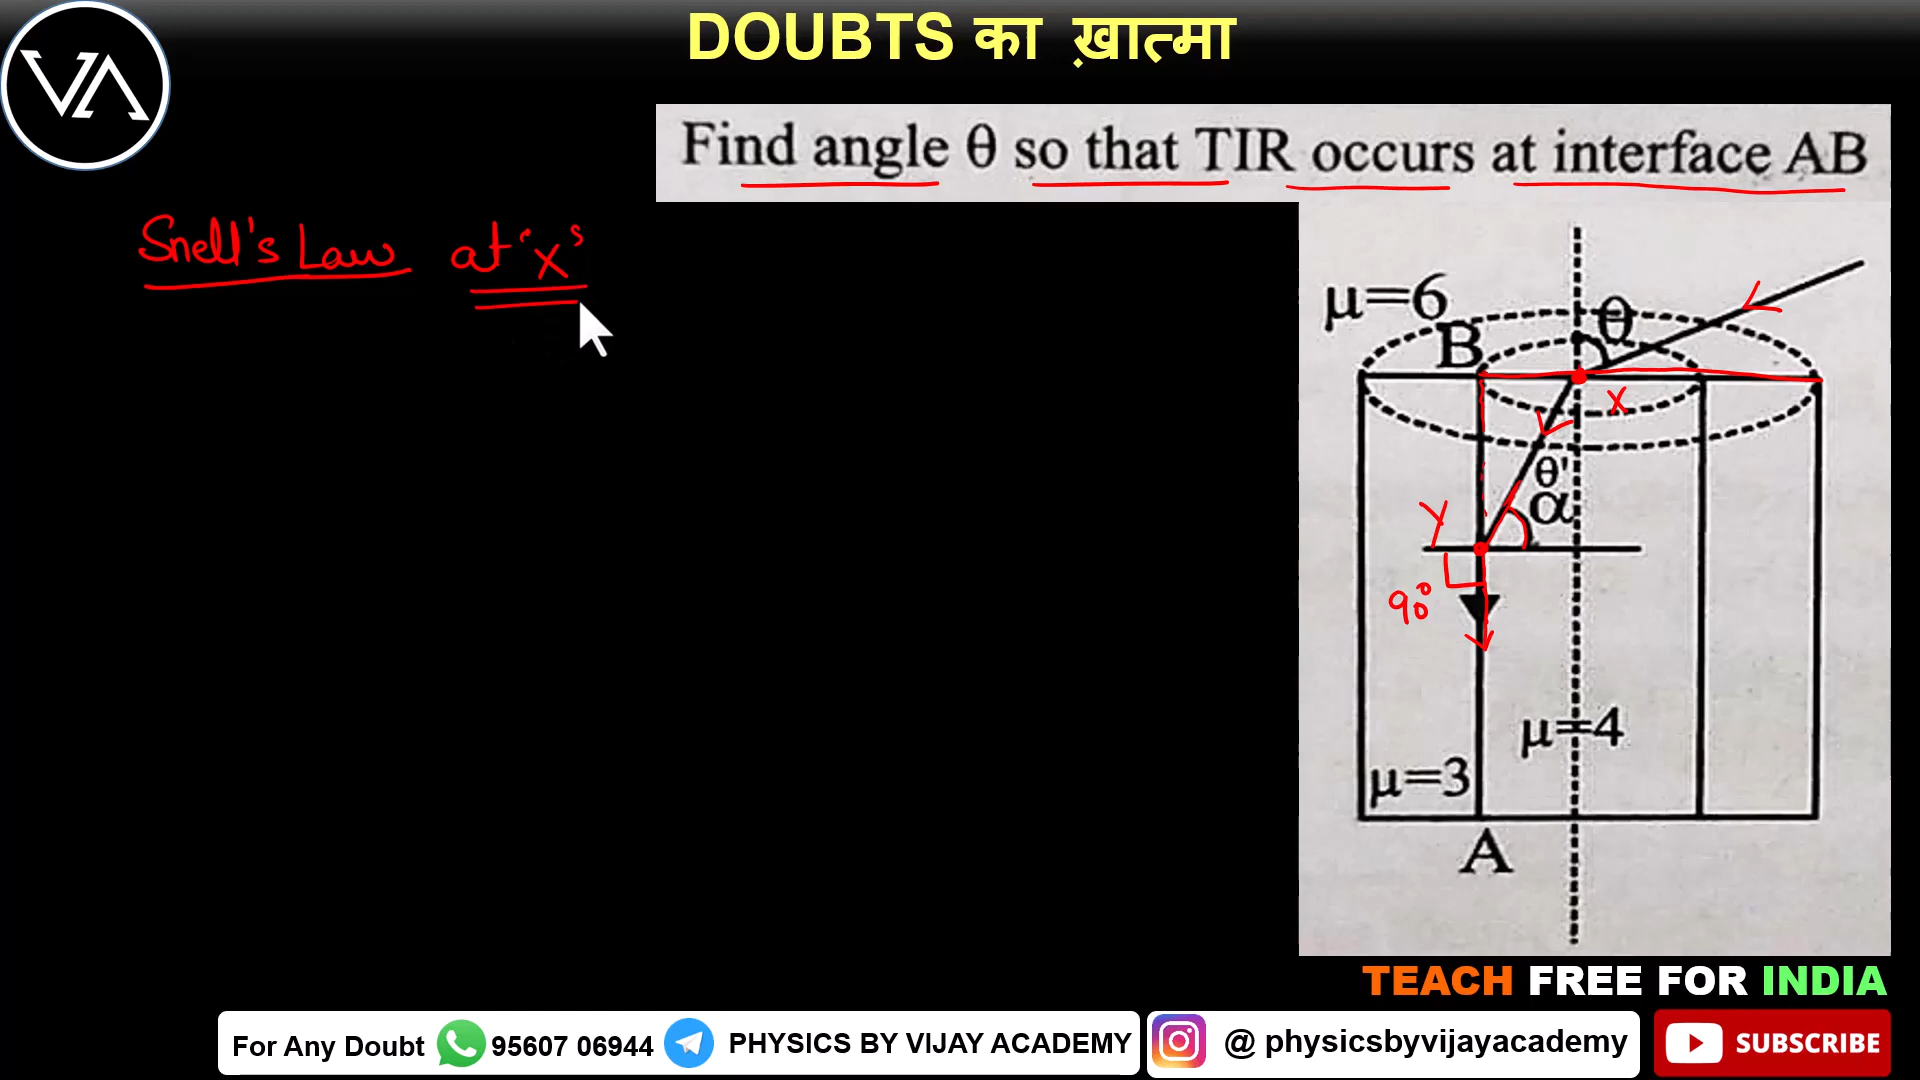 DOUBTS का ख़ात्मा
VA
Find angle θ so that TIR occurs at interface AB
Snell's Law at 'x'
μ=6
θ
B
x
θ'
α
y
90°
μ=4
μ=3
A
TEACH FREE FOR INDIA
For Any Doubt 95607 06944 PHYSICS BY VIJAY ACADEMY @ physicsbyvijayacademy SUBSCRIBE